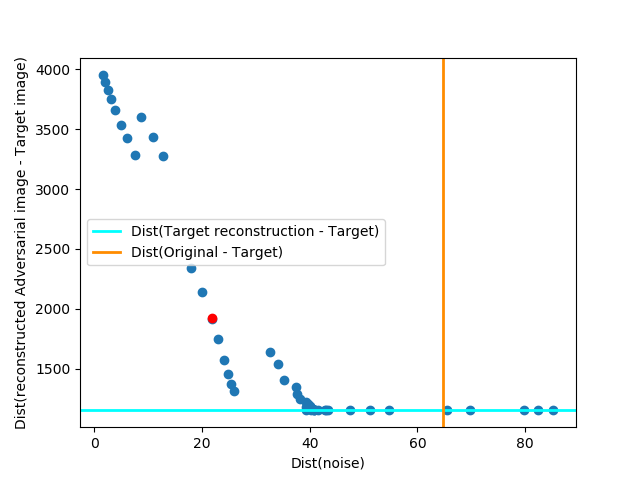 4000
3500
3000
2500
2000
1500
Dist(reconstructed Adversarial image - Target image)
Dist(Target reconstruction - Target)
Dist(Original - Target)
0 20 40 60 80
Dist(noise)